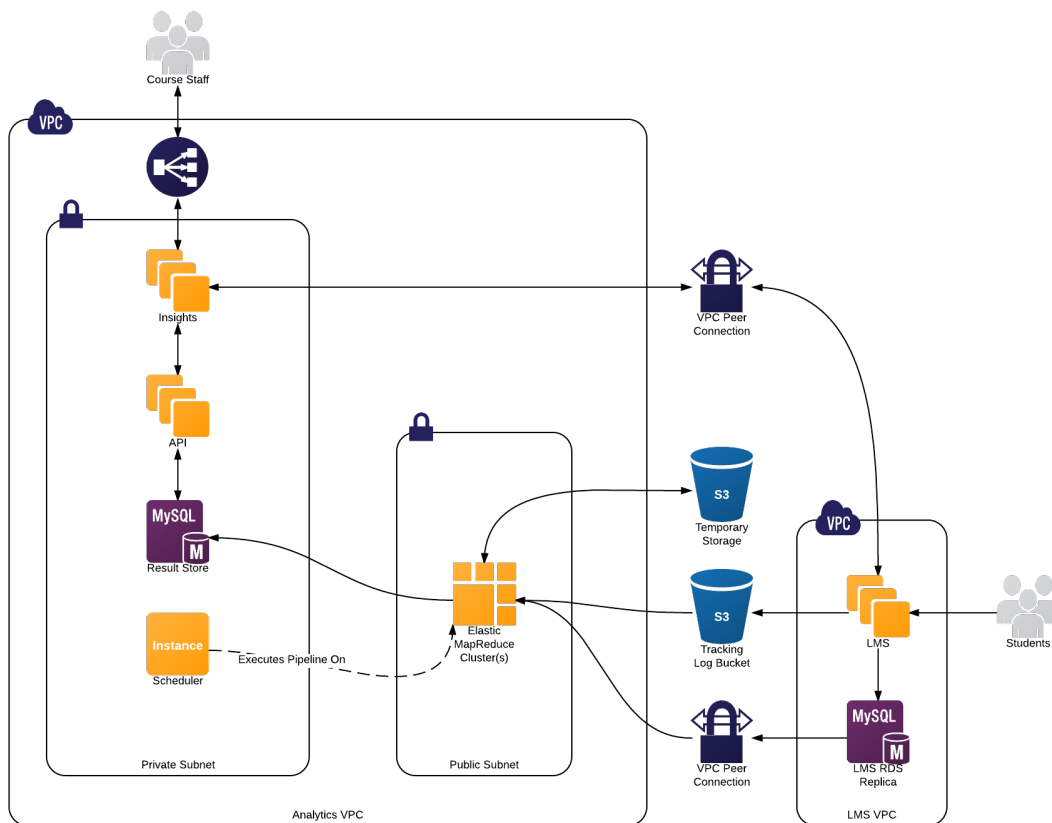 Course Staff
VPC
Insights
VPC Peer
Connection
API
S3
Temporary
Storage
MySQL
M
Result Store
VPC
Elastic
MapReduce
Cluster(s)
S3
Tracking
Log Bucket
LMS
Students
Instance
Scheduler
Executes Pipeline On
MySQL
M
LMS RDS
Replica
VPC Peer
Connection
Private Subnet
Public Subnet
Analytics VPC
LMS VPC